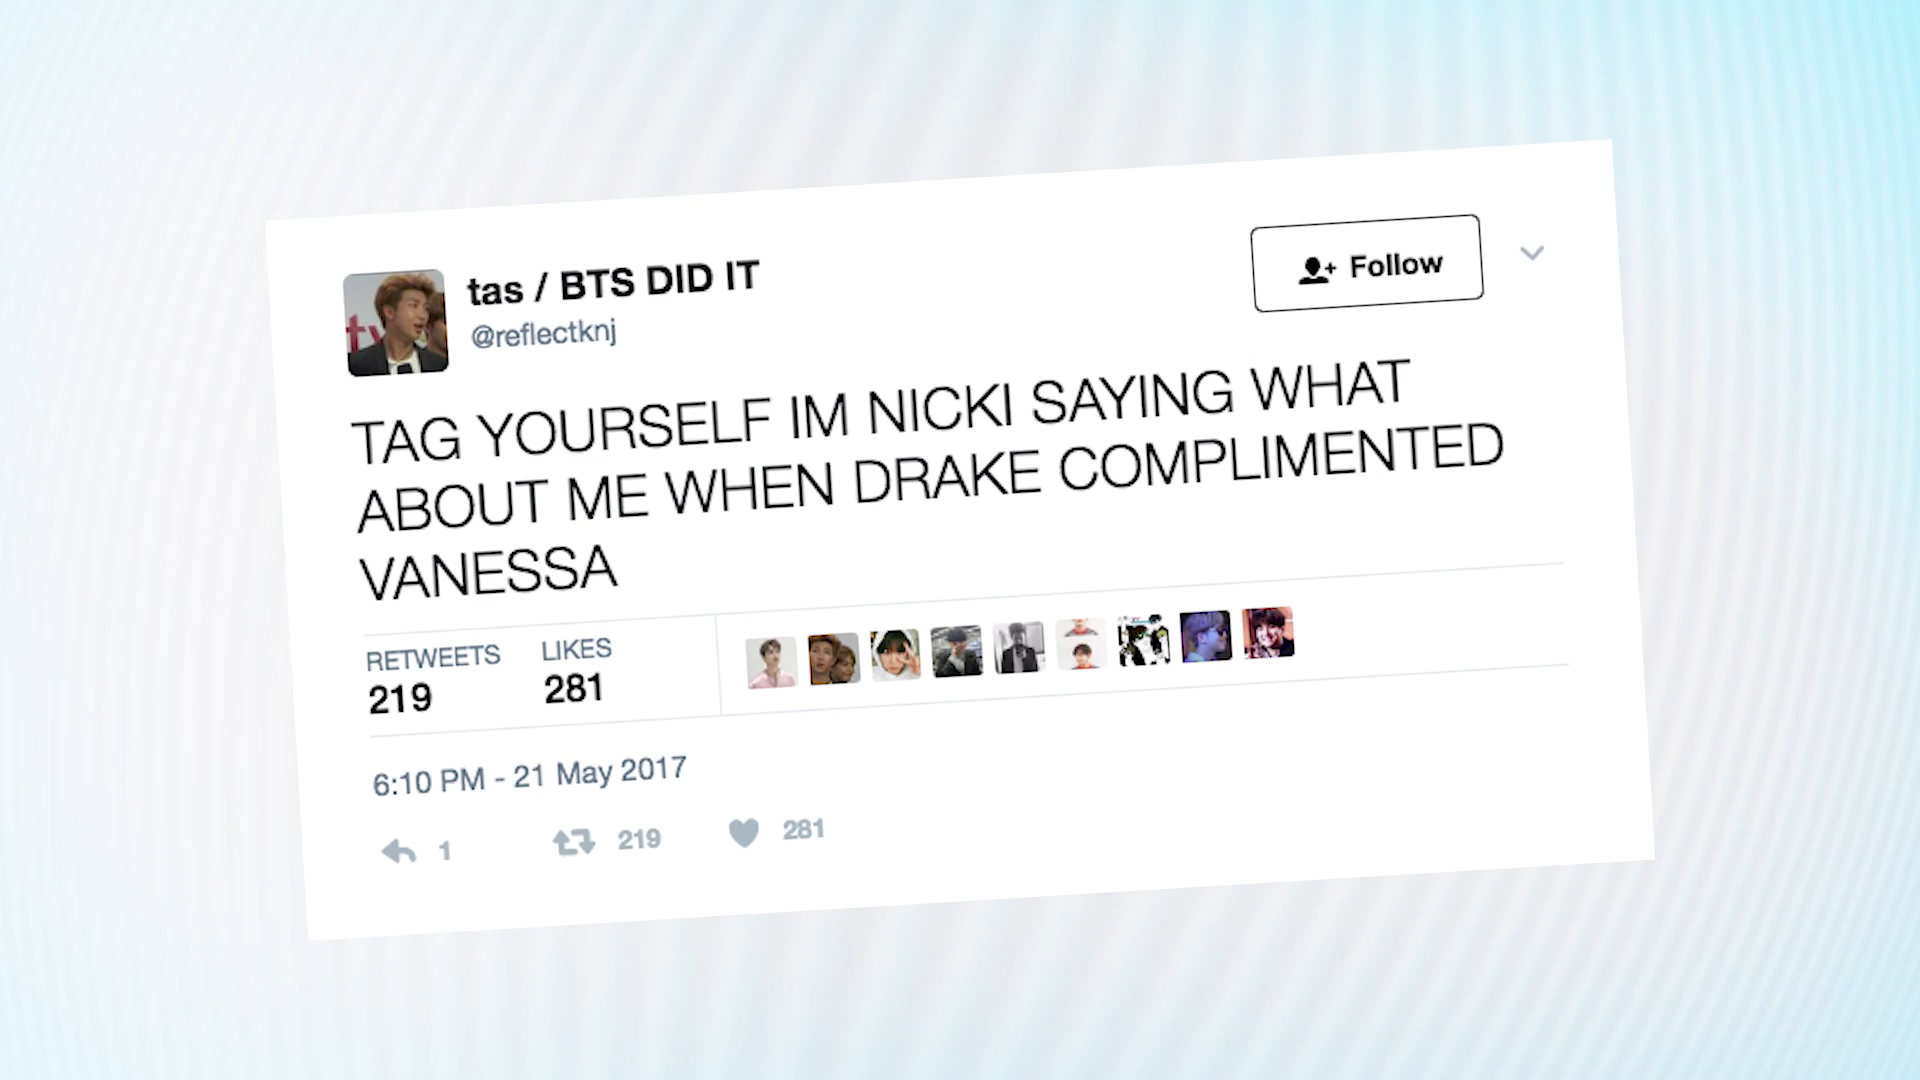 tas / BTS DID IT
@reflectknj
Follow
TAG YOURSELF IM NICKI SAYING WHAT
ABOUT ME WHEN DRAKE COMPLIMENTED
VANESSA
RETWEETS LIKES
219 281
6:10 PM - 21 May 2017
1 219 281